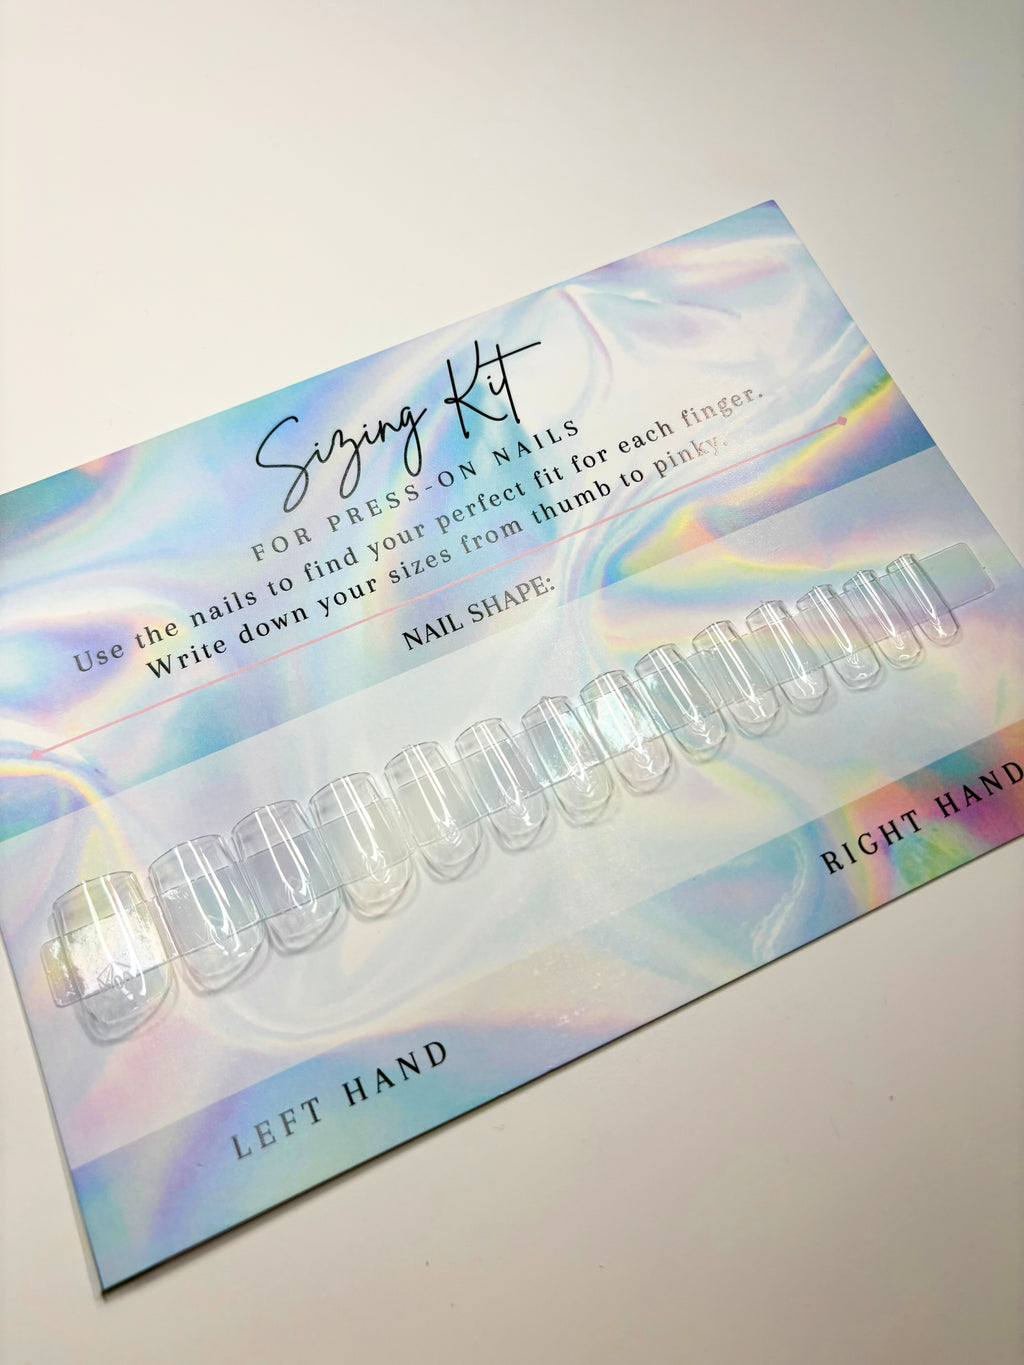 Sizing Kit
FOR PRESS-ON NAILS
Use the nails to find your perfect fit for each finger.
Write down your sizes from thumb to pinky.
NAIL SHAPE:
LEFT HAND
RIGHT HAND